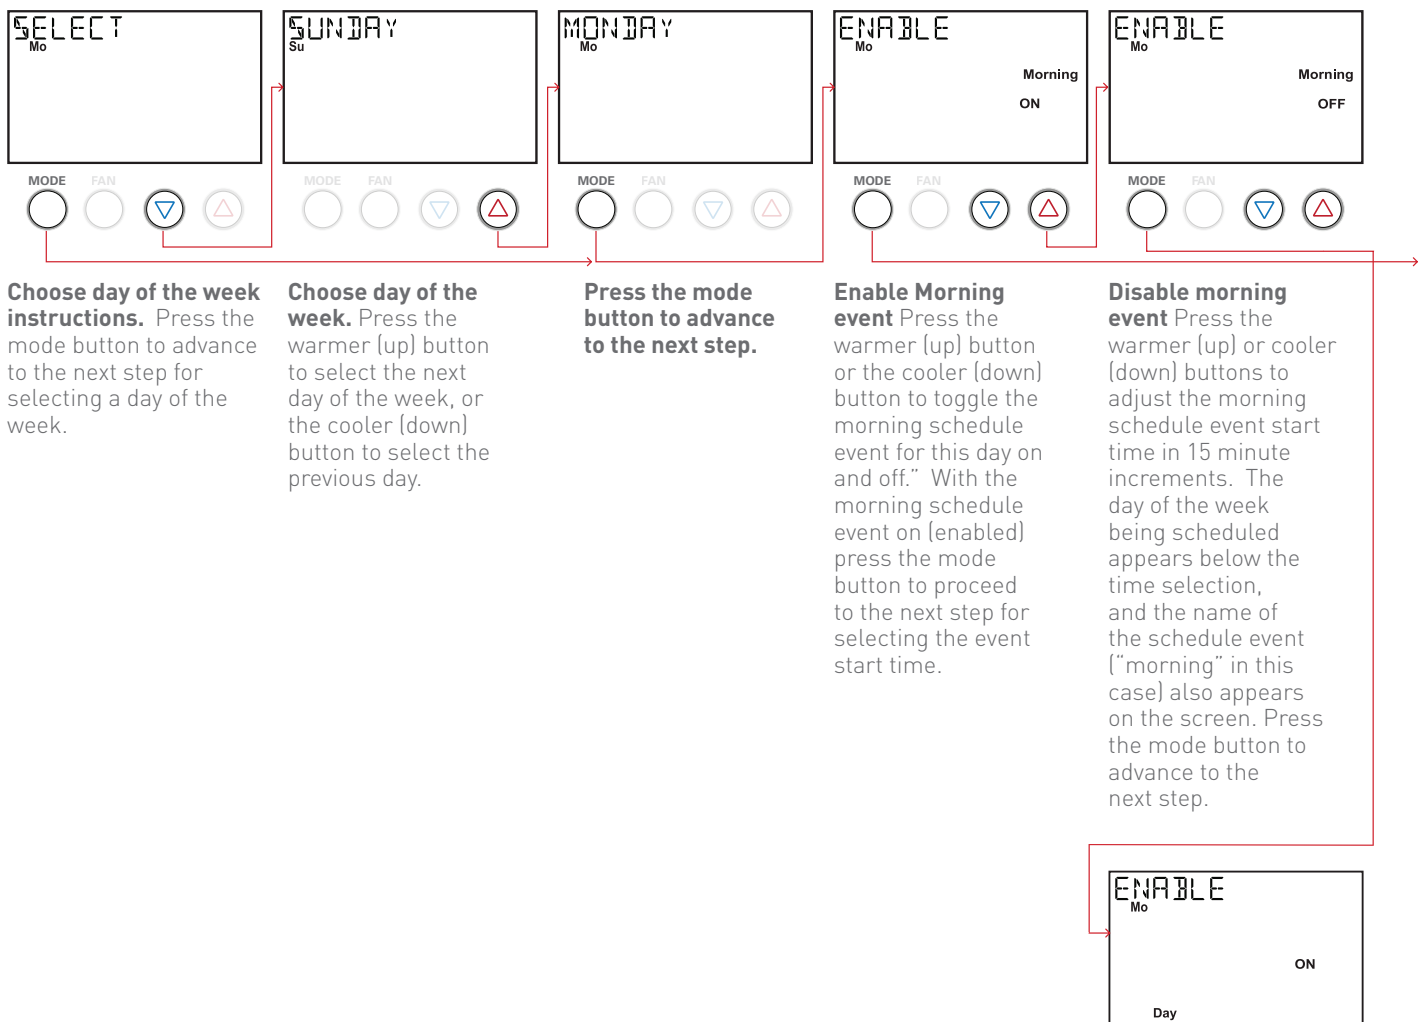 SELECT
Mo
MODE FAN
Choose day of the week
instructions.  Press the
mode button to advance
to the next step for
selecting a day of the
week.
SUNDAY
Su
MODE FAN
Choose day of the
week. Press the
warmer (up) button
to select the next
day of the week, or
the cooler (down)
button to select the
previous day.
MONDAY
Mo
MODE FAN
Press the mode
button to advance
to the next step.
ENABLE
Mo
Morning
ON
MODE FAN
Enable Morning
event Press the
warmer (up) button
or the cooler (down)
button to toggle the
morning schedule
event for this day on
and off.”  With the
morning schedule
event on (enabled)
press the mode
button to proceed
to the next step for
selecting the event
start time.
ENABLE
Mo
Morning
OFF
MODE FAN
Disable morning
event Press the
warmer (up) or cooler
(down) buttons to
adjust the morning
schedule event start
time in 15 minute
increments.  The
day of the week
being scheduled
appears below the
time selection,
and the name of
the schedule event
(“morning” in this
case) also appears
on the screen. Press
the mode button to
advance to the
next step.
ENABLE
Mo
ON
Day